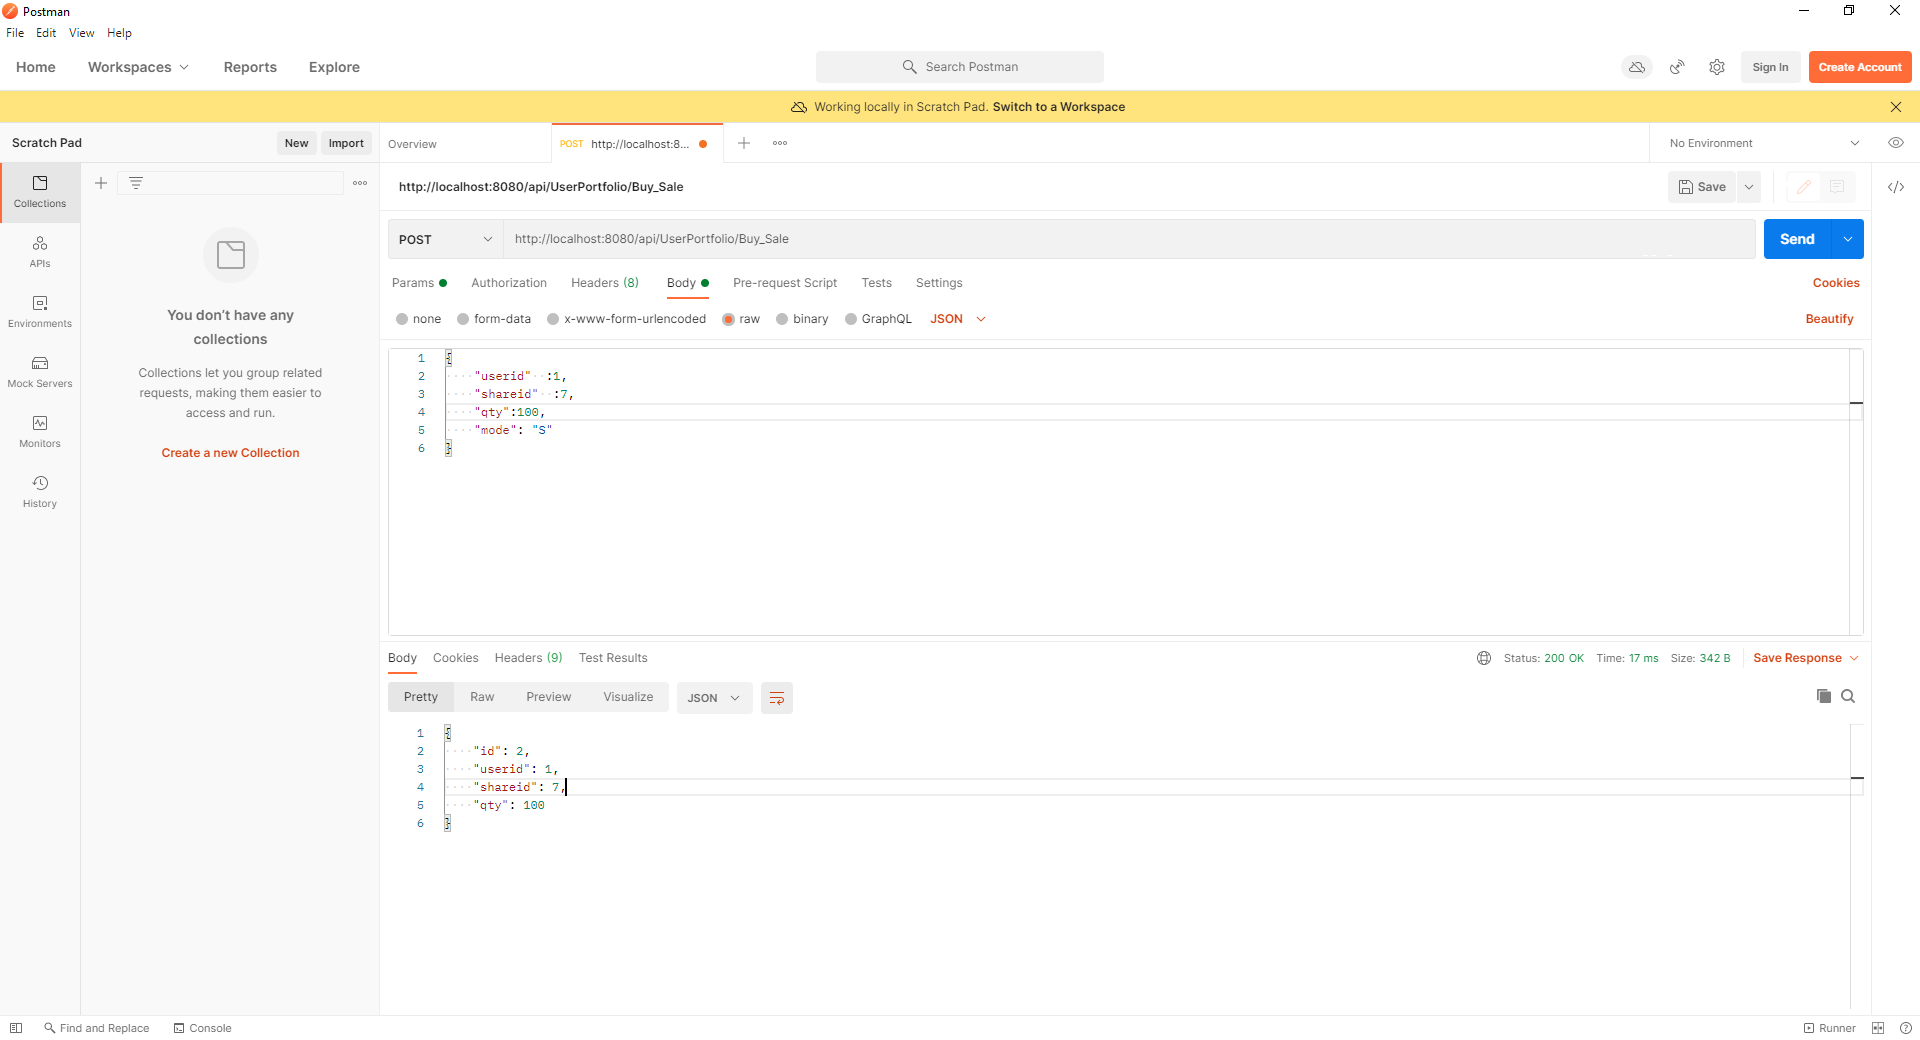 Postman
File Edit View Help
Home Workspaces Reports Explore
Search Postman
Sign In
Create Account
Working locally in Scratch Pad. Switch to a Workspace
Scratch Pad
New
Import
Overview
POST http://localhost:8... 
No Environment
Collections
APIs
Environments
Mock Servers
Monitors
History
You don't have any
collections
Collections let you group related
requests, making them easier to
access and run.
Create a new Collection
http://localhost:8080/api/UserPortfolio/Buy_Sale
Save
POST http://localhost:8080/api/UserPortfolio/Buy_Sale
Send
Params Authorization Headers (8) Body Pre-request Script Tests Settings
Cookies
none form-data x-www-form-urlencoded raw binary GraphQL JSON
Beautify
1 {
2 "userid" :1,
3 "shareid" :7,
4 "qty":100,
5 "mode": "S"
6 }
Body Cookies Headers (9) Test Results
Status: 200 OK Time: 17 ms Size: 342 B
Save Response
Pretty Raw Preview Visualize JSON
1 {
2 "id": 2,
3 "userid": 1,
4 "shareid": 7,
5 "qty": 100
6 }
Find and Replace Console
Runner